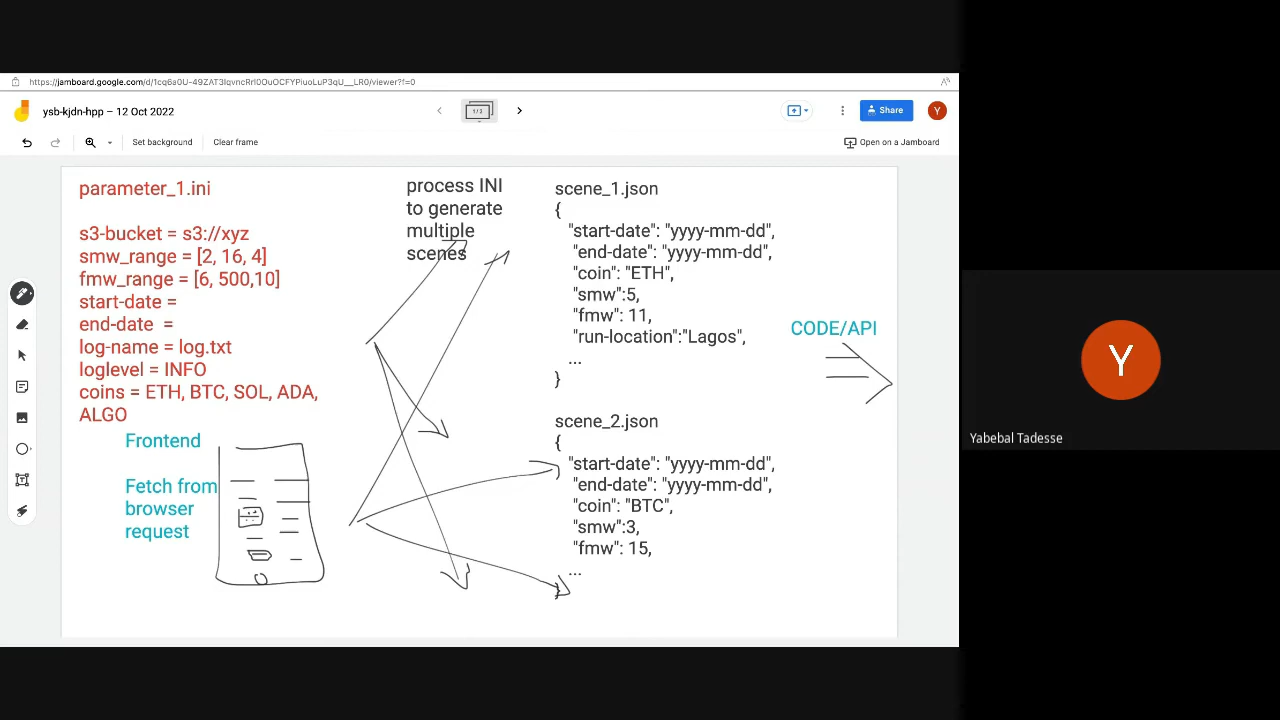 https://jamboard.google.com/d/1cq6a0U-49ZAT3IqvncRrI0OuOCFYPiuoLuP3qU__LR0/viewer?f=0
ysb-kjdn-hpp – 12 Oct 2022
1/3
Share
Y
Set background
Clear frame
Open on a Jamboard
parameter_1.ini
s3-bucket = s3://xyz
smw_range = [2, 16, 4]
fmw_range = [6, 500,10]
start-date =
end-date =
log-name = log.txt
loglevel = INFO
coins = ETH, BTC, SOL, ADA,
ALGO
Frontend
Fetch from
browser
request
process INI
to generate
multiple
scenes
scene_1.json
{
"start-date": "yyyy-mm-dd",
"end-date": "yyyy-mm-dd",
"coin": "ETH",
"smw":5,
"fmw": 11,
"run-location":"Lagos",
...
}
scene_2.json
{
"start-date": "yyyy-mm-dd",
"end-date": "yyyy-mm-dd",
"coin": "BTC",
"smw":3,
"fmw": 15,
...
}
CODE/API
Y
Yabebal Tadesse